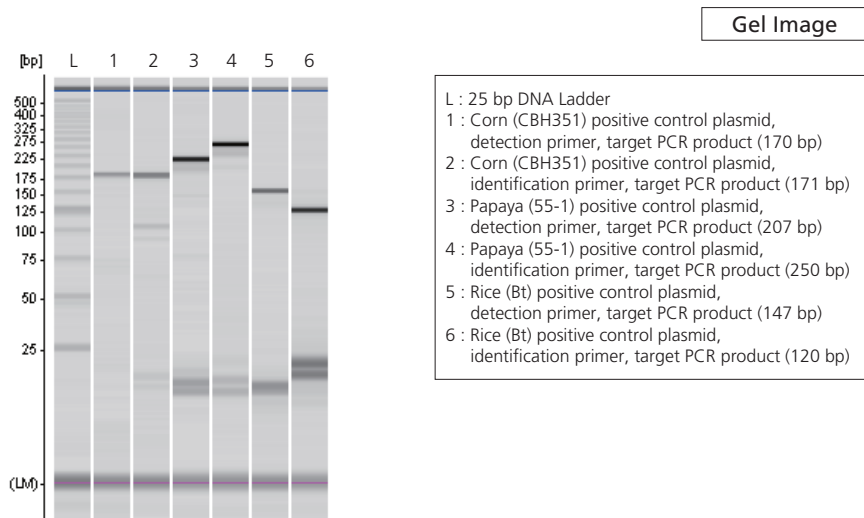 Gel Image
[bp] L 1 2 3 4 5 6
500
400
325
275
225
175
150
125
100
75
50
25
(LM)
L : 25 bp DNA Ladder
1 : Corn (CBH351) positive control plasmid,
detection primer, target PCR product (170 bp)
2 : Corn (CBH351) positive control plasmid,
identification primer, target PCR product (171 bp)
3 : Papaya (55-1) positive control plasmid,
detection primer, target PCR product (207 bp)
4 : Papaya (55-1) positive control plasmid,
identification primer, target PCR product (250 bp)
5 : Rice (Bt) positive control plasmid,
detection primer, target PCR product (147 bp)
6 : Rice (Bt) positive control plasmid,
identification primer, target PCR product (120 bp)